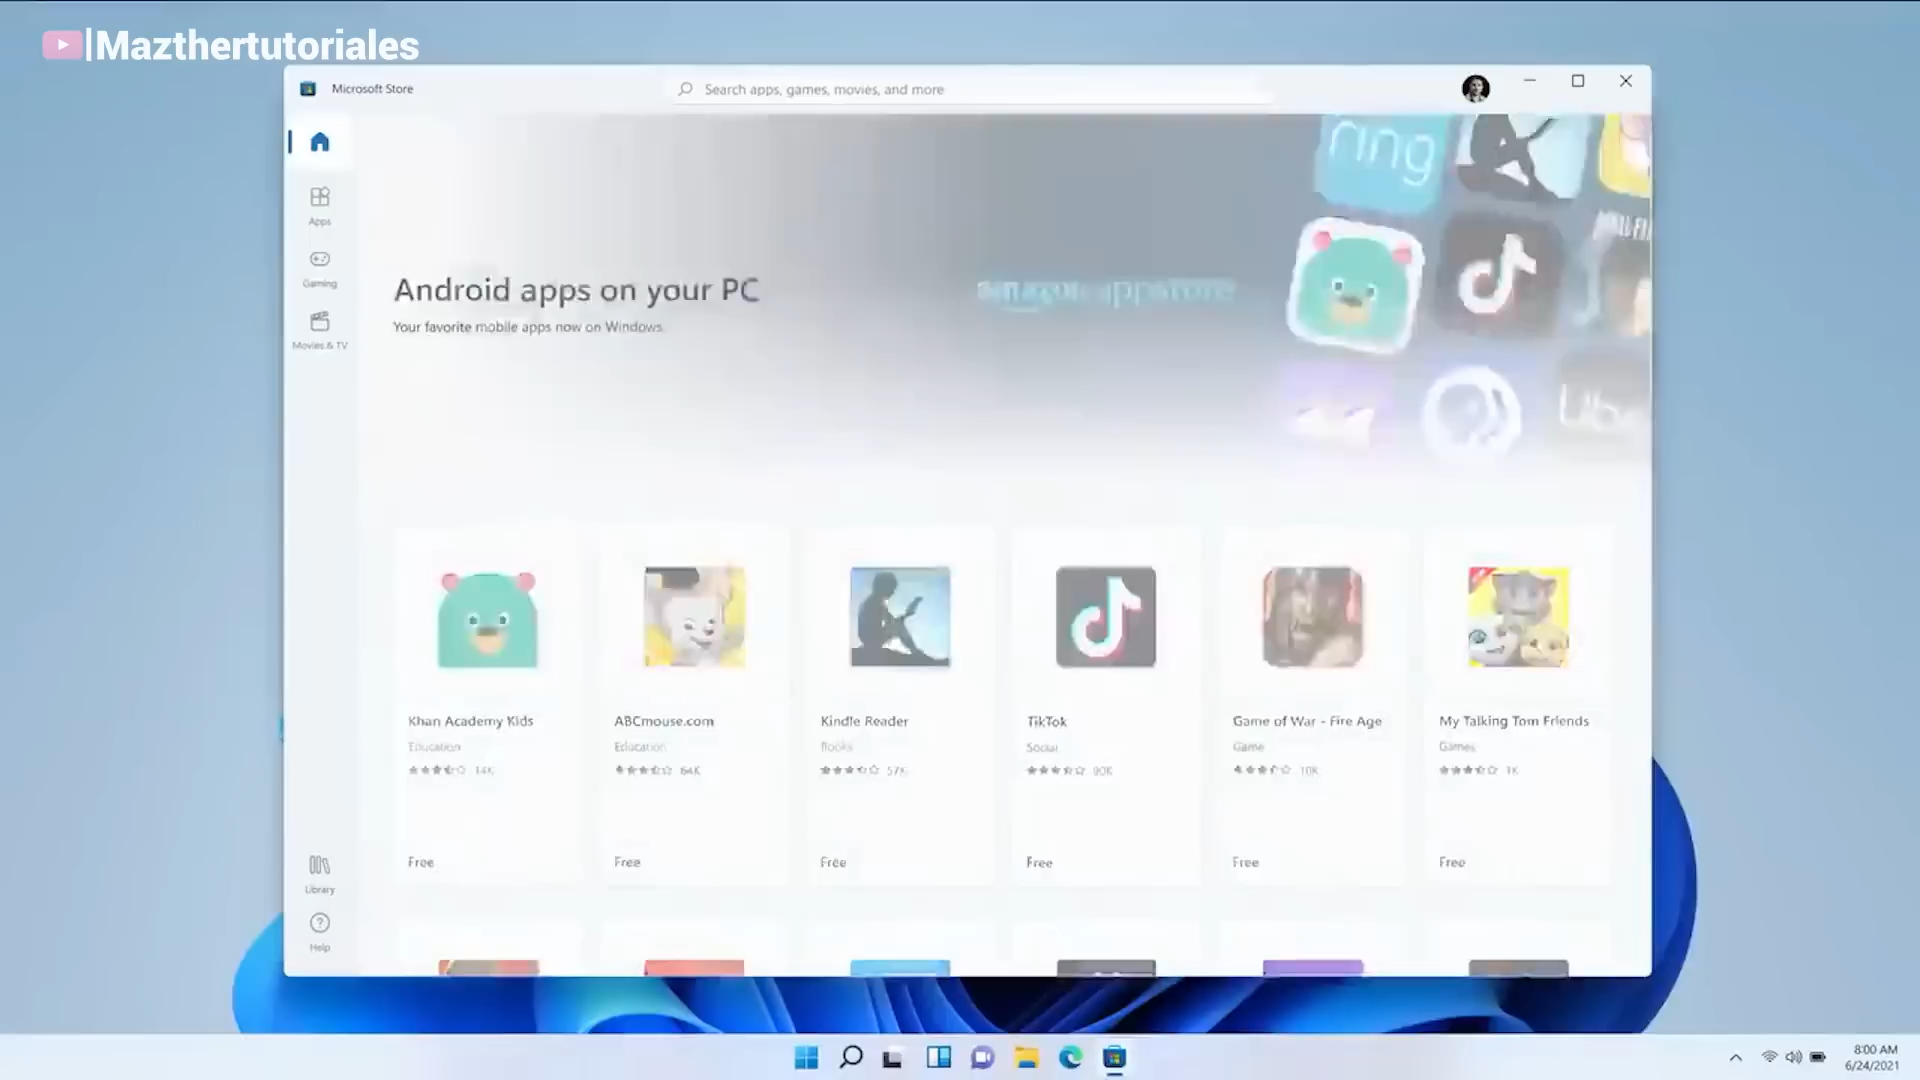 |Mazthertutoriales
Microsoft Store
Search apps, games, movies, and more
Apps
Gaming
Movies & TV
Android apps on your PC
Your favorite mobile apps now on Windows.
amazon appstore
ring
Khan Academy Kids
Education
14K
ABCmouse.com
Education
64K
Kindle Reader
Books
57K
TikTok
Social
90K
Game of War - Fire Age
Game
10K
My Talking Tom Friends
Games
1K
Free
Free
Free
Free
Free
Free
Library
Help
8:00 AM
6/24/2021